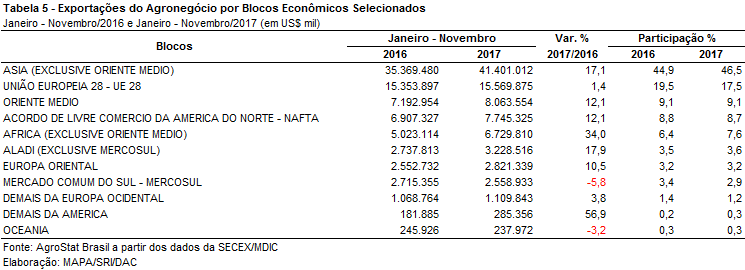 Tabela 5 - Exportações do Agronegócio por Blocos Econômicos Selecionados
Janeiro - Novembro/2016 e Janeiro - Novembro/2017 (em US$ mil)
Blocos Janeiro - Novembro Var. % Participação %
2016 2017 2017/2016 2016 2017
ASIA (EXCLUSIVE ORIENTE MEDIO) 35.369.480 41.401.012 17,1 44,9 46,5
UNIÃO EUROPEIA 28 - UE 28 15.353.897 15.569.875 1,4 19,5 17,5
ORIENTE MEDIO 7.192.954 8.063.554 12,1 9,1 9,1
ACORDO DE LIVRE COMERCIO DA AMERICA DO NORTE - NAFTA 6.907.327 7.745.325 12,1 8,8 8,7
AFRICA (EXCLUSIVE ORIENTE MEDIO) 5.023.114 6.729.810 34,0 6,4 7,6
ALADI (EXCLUSIVE MERCOSUL) 2.737.813 3.228.516 17,9 3,5 3,6
EUROPA ORIENTAL 2.552.732 2.821.339 10,5 3,2 3,2
MERCADO COMUM DO SUL - MERCOSUL 2.715.355 2.558.933 -5,8 3,4 2,9
DEMAIS DA EUROPA OCIDENTAL 1.068.764 1.109.843 3,8 1,4 1,2
DEMAIS DA AMERICA 181.885 285.356 56,9 0,2 0,3
OCEANIA 245.926 237.972 -3,2 0,3 0,3
Fonte: AgroStat Brasil a partir dos dados da SECEX/MDIC
Elaboração: MAPA/SRI/DAC